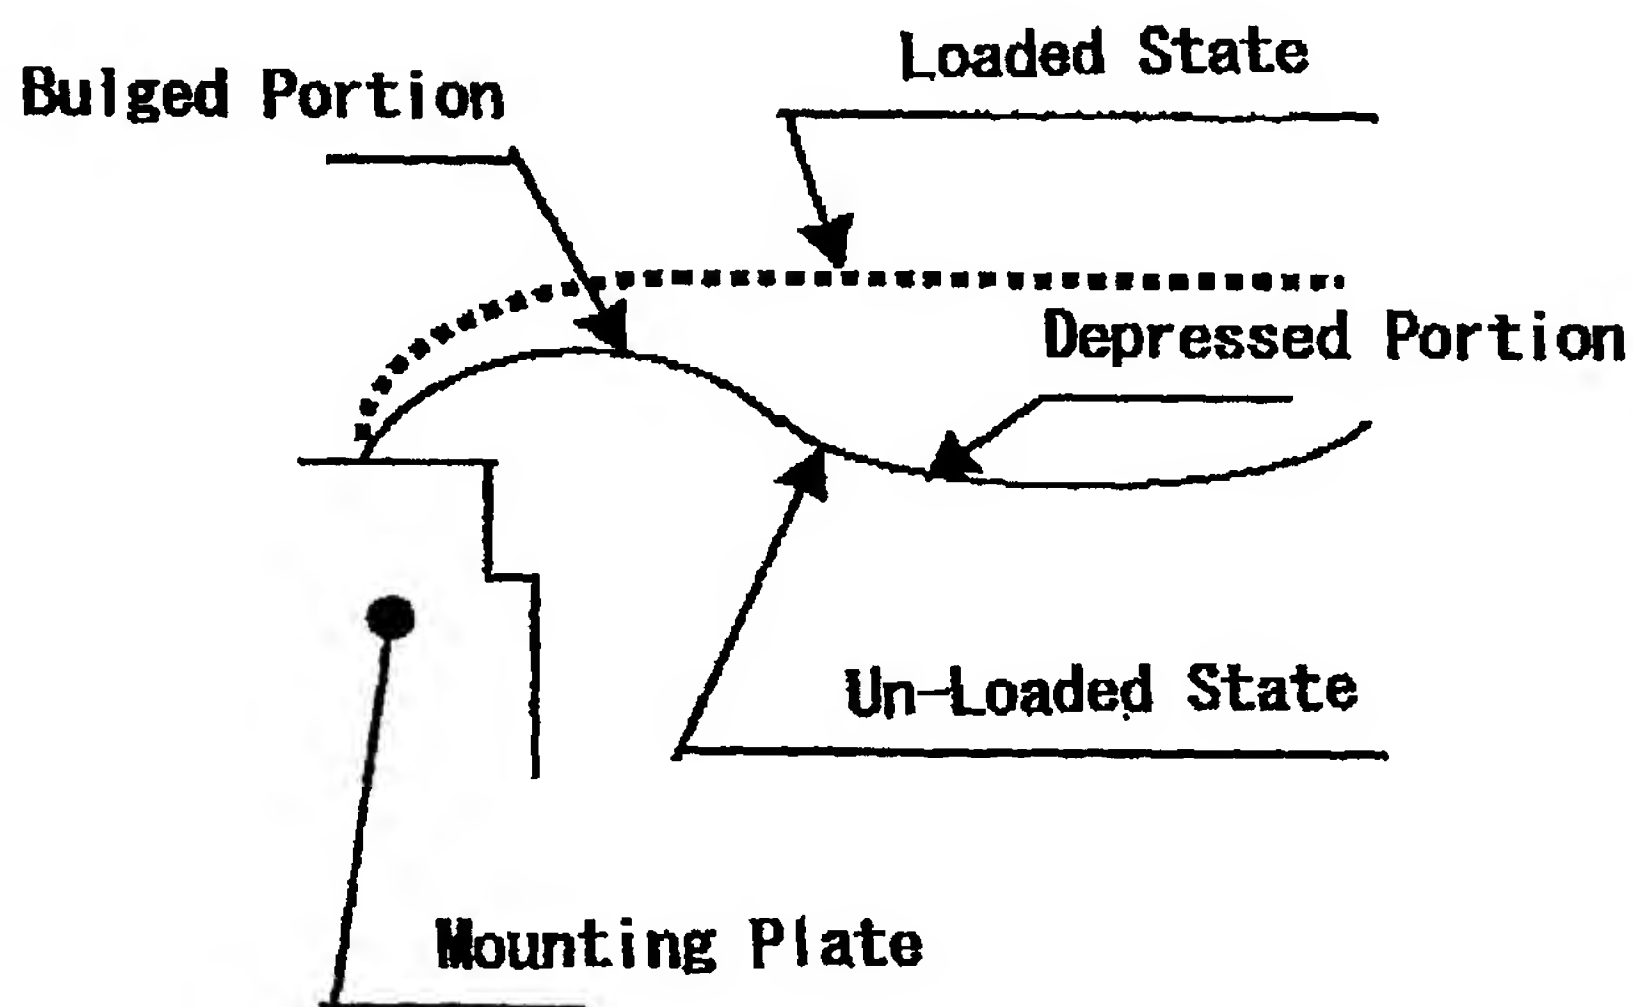 Loaded State
Bulged Portion
Depressed Portion
Un-Loaded State
Mounting Plate